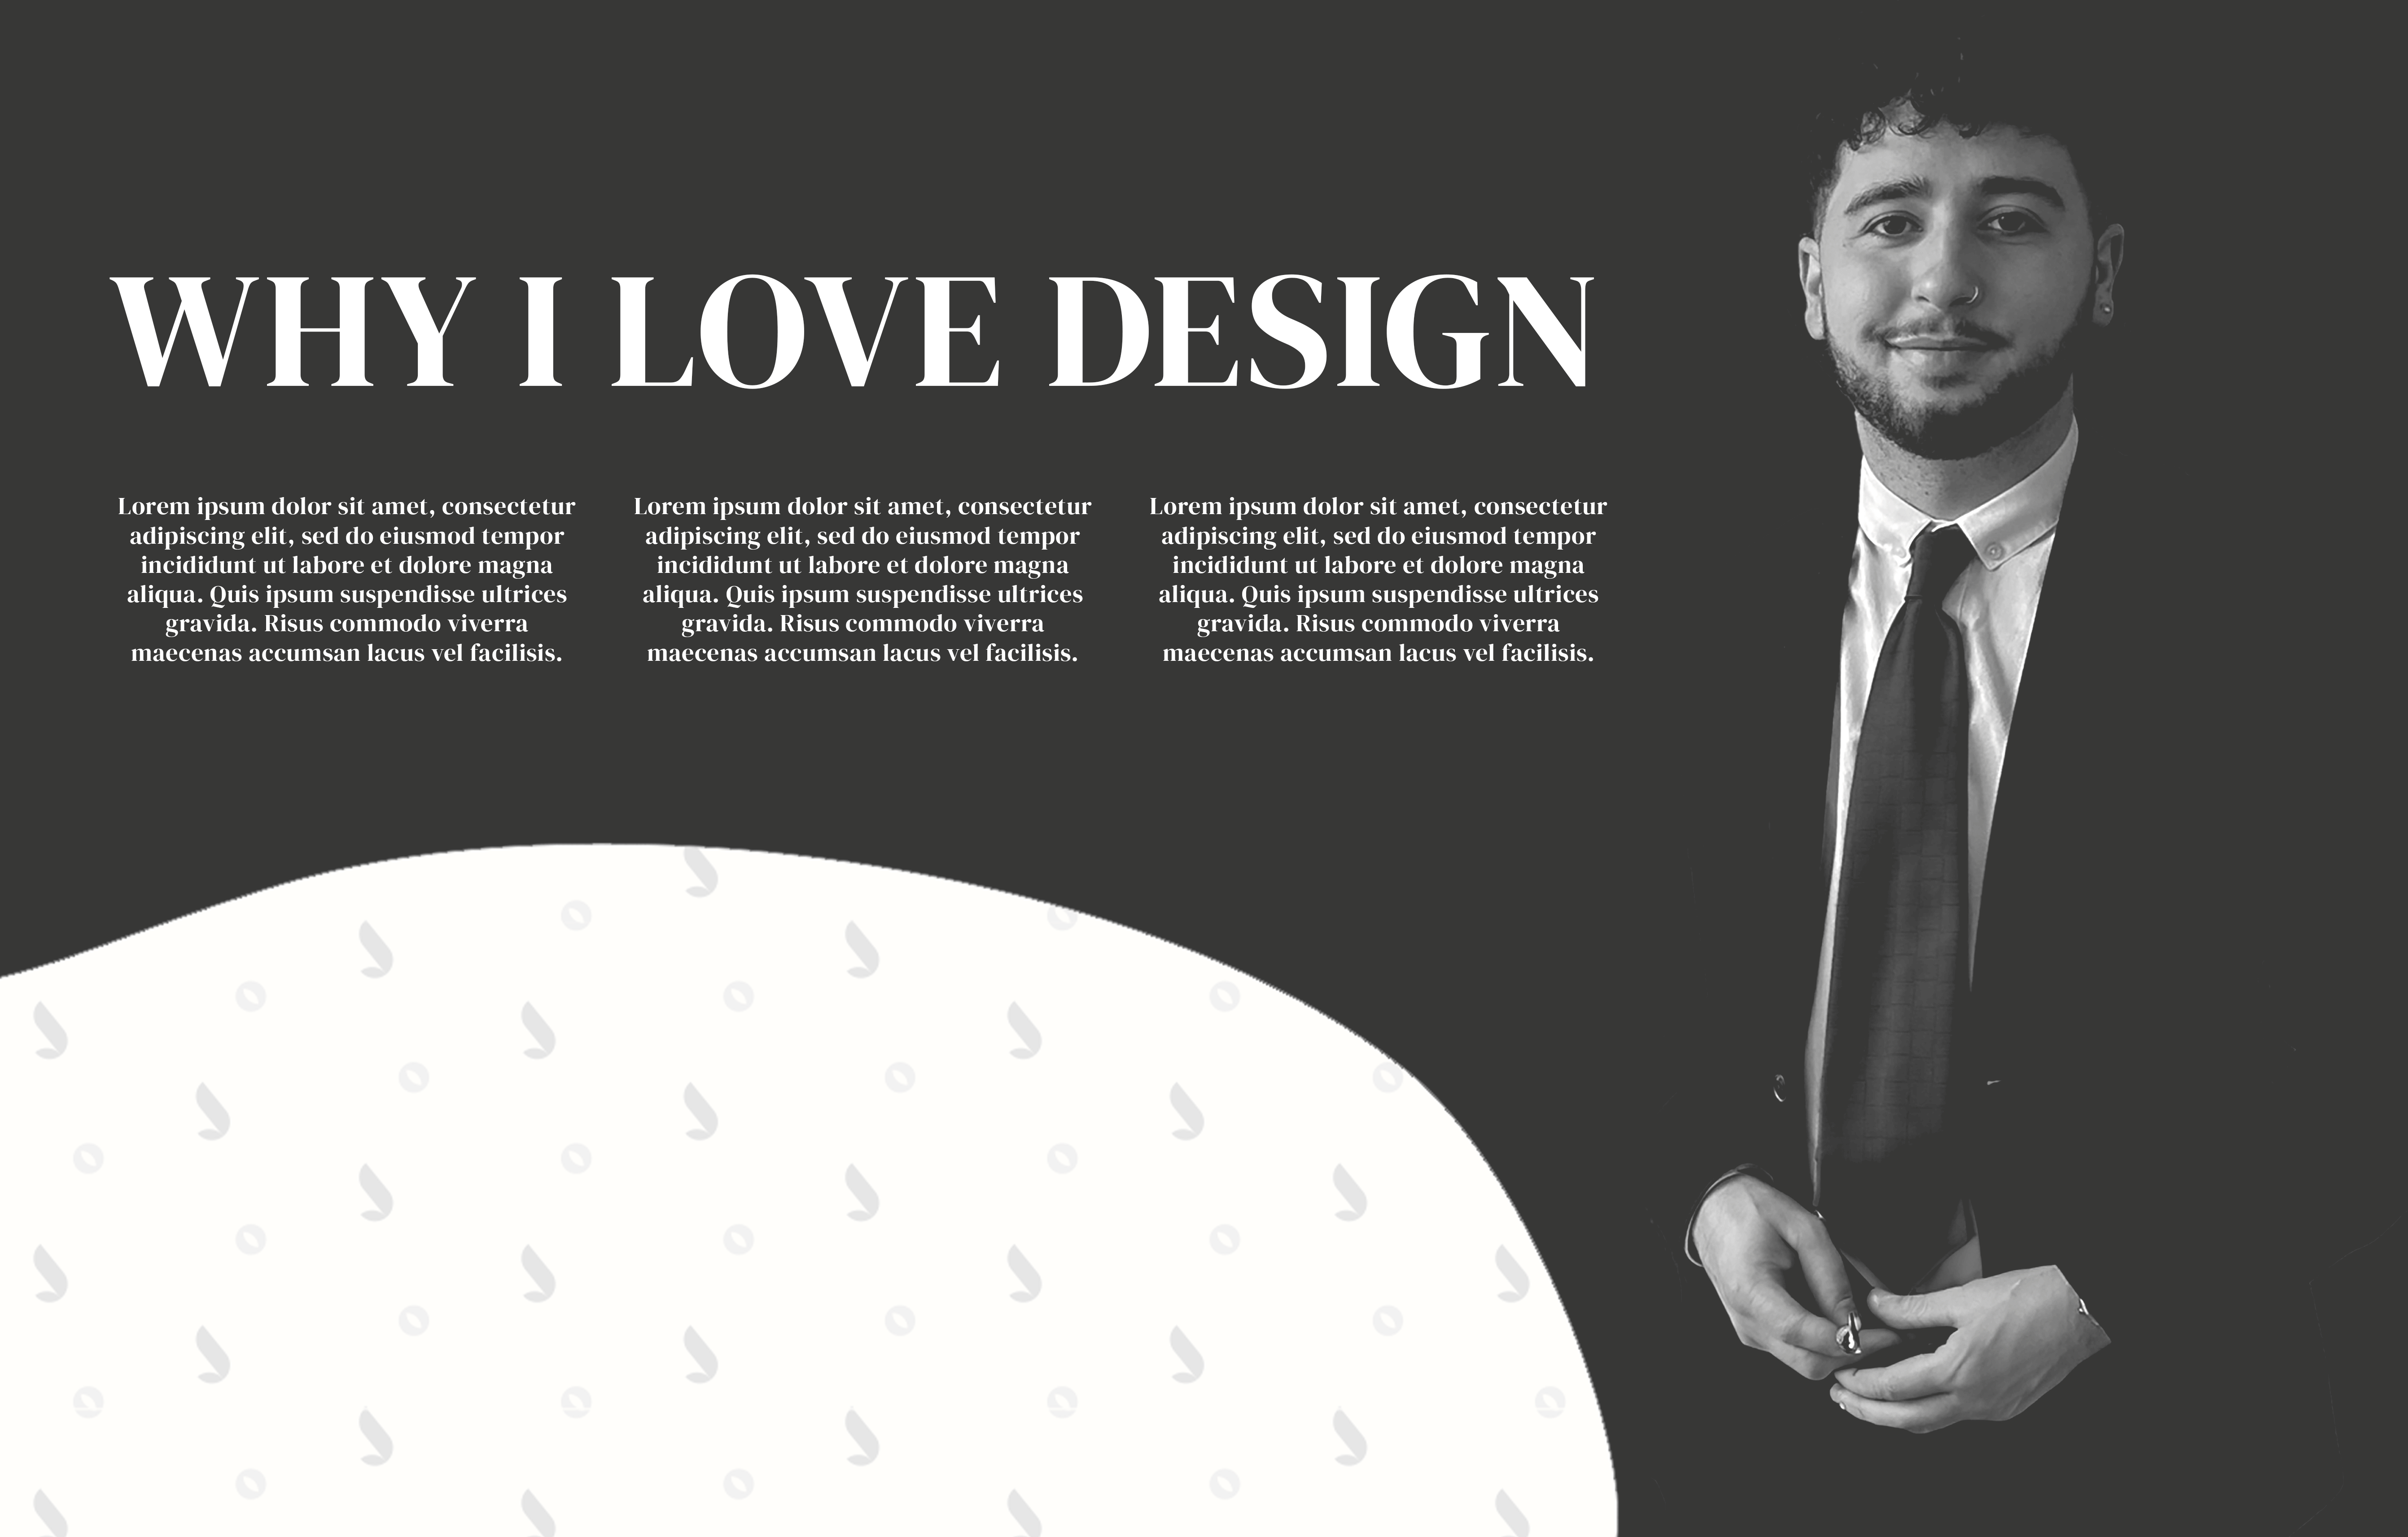 WHY I LOVE DESIGN
Lorem ipsum dolor sit amet, consectetur
adipiscing elit, sed do eiusmod tempor
incididunt ut labore et dolore magna
aliqua. Quis ipsum suspendisse ultrices
gravida. Risus commodo viverra
maecenas accumsan lacus vel facilisis.
Lorem ipsum dolor sit amet, consectetur
adipiscing elit, sed do eiusmod tempor
incididunt ut labore et dolore magna
aliqua. Quis ipsum suspendisse ultrices
gravida. Risus commodo viverra
maecenas accumsan lacus vel facilisis.
Lorem ipsum dolor sit amet, consectetur
adipiscing elit, sed do eiusmod tempor
incididunt ut labore et dolore magna
aliqua. Quis ipsum suspendisse ultrices
gravida. Risus commodo viverra
maecenas accumsan lacus vel facilisis.